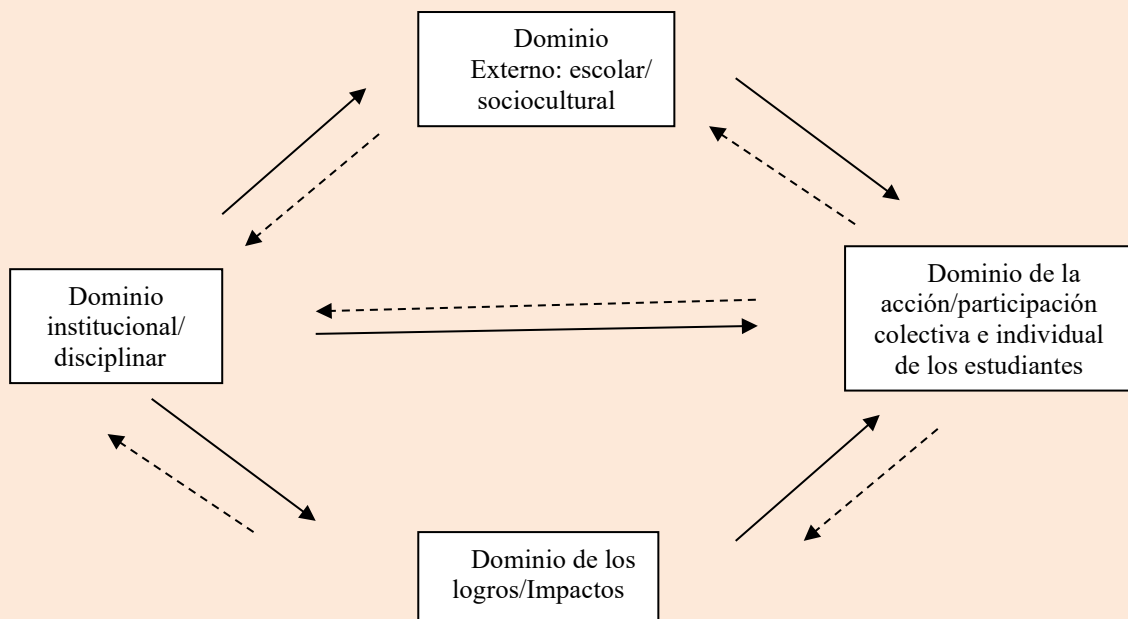 Dominio
Externo: escolar/
sociocultural
Dominio
institucional/
disciplinar
Dominio de la
acción/participación
colectiva e individual
de los estudiantes
Dominio de los
logros/Impactos